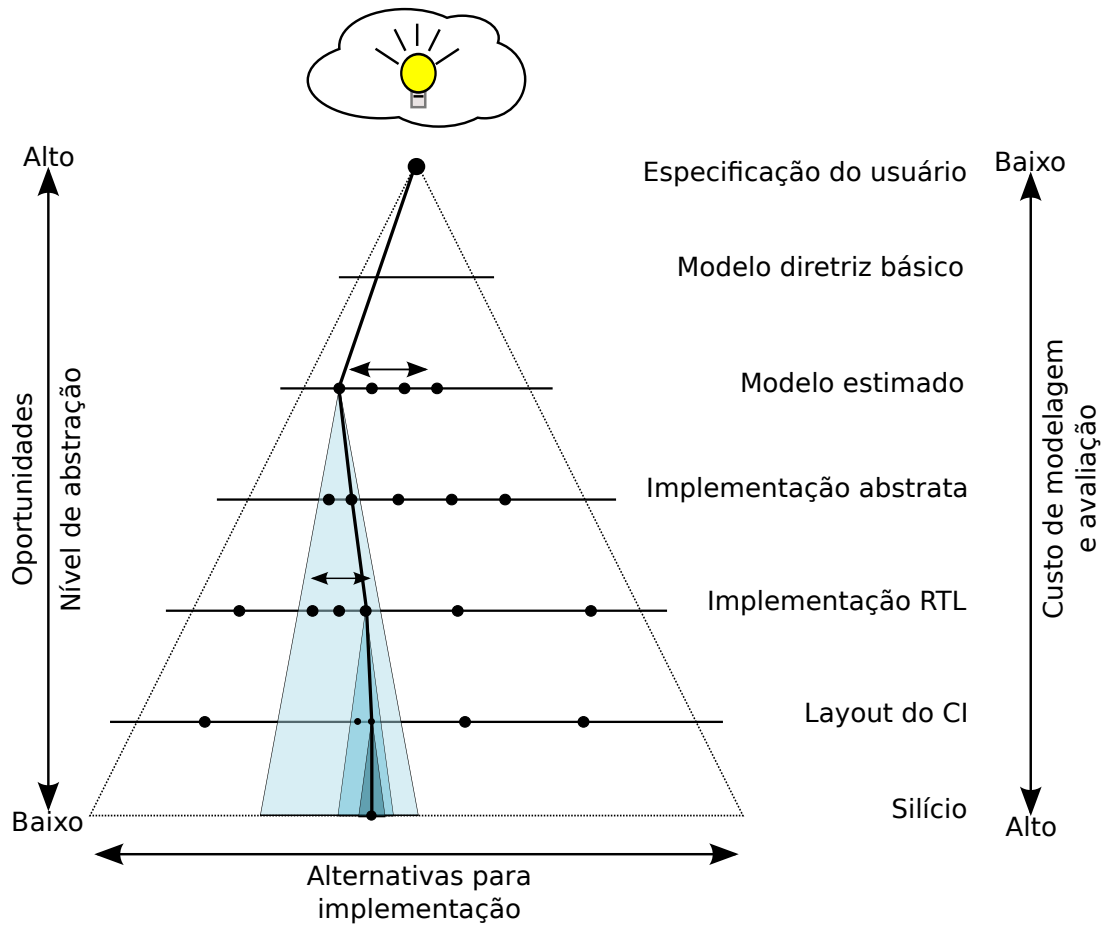 Alto
Especificação do usuário
Baixo
Modelo diretriz básico
Modelo estimado
Oportunidades
Nível de abstração
Custo de modelagem
e avaliação
Implementação abstrata
Implementação RTL
Layout do CI
Baixo
Silício
Alto
Alternativas para
implementação